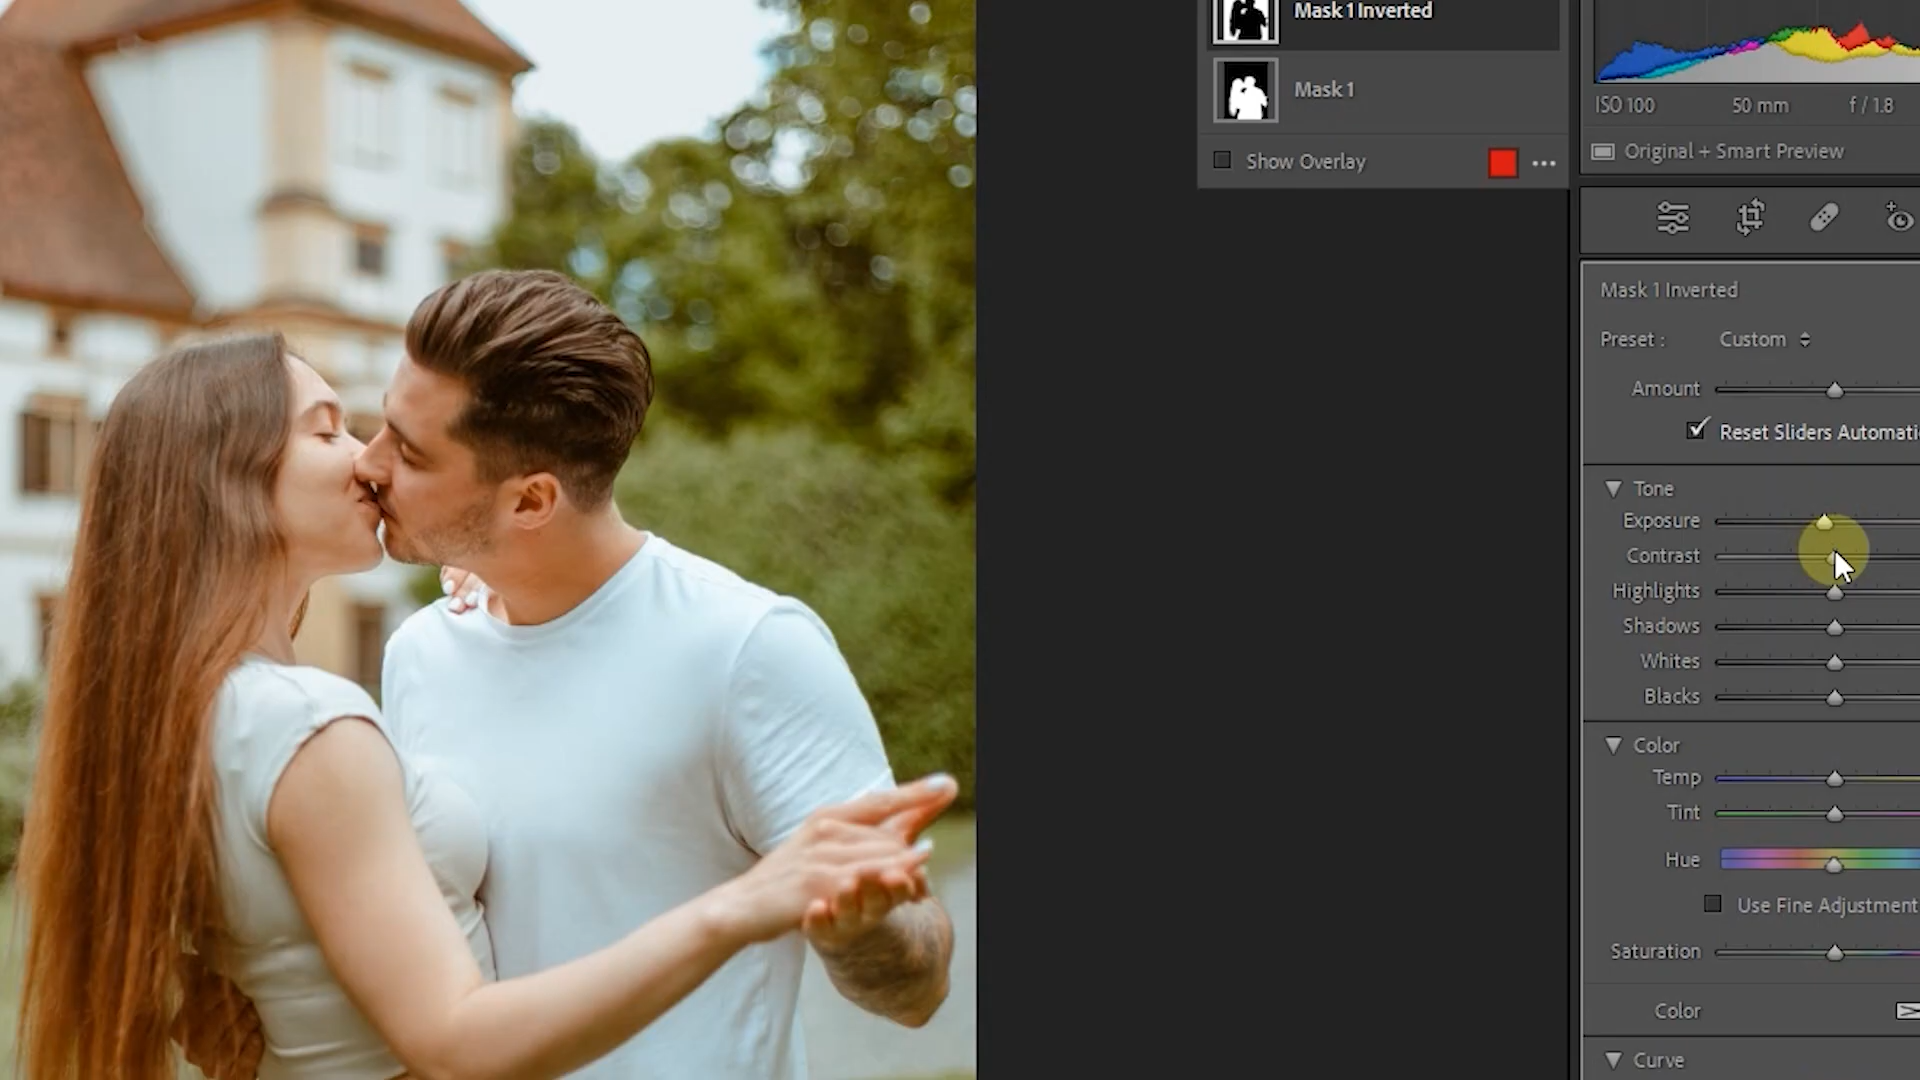 Mask 1 Inverted
Mask 1
Show Overlay
ISO 100 50 mm f / 1.8
Original + Smart Preview
Mask 1 Inverted
Preset : Custom
Amount
Reset Sliders Automati
Tone
Exposure
Contrast
Highlights
Shadows
Whites
Blacks
Color
Temp
Tint
Hue
Use Fine Adjustment
Saturation
Color
Curve